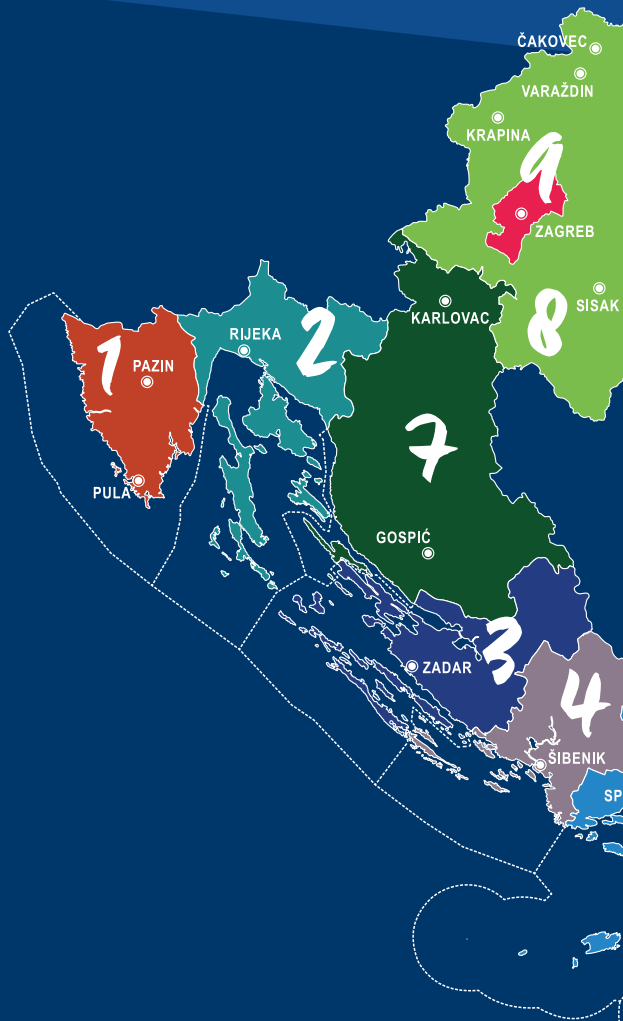 ČAKOVEC
VARAŽDIN
KRAPINA
9
ZAGREB
8
SISAK
KARLOVAC
2
RIJEKA
1
PAZIN
7
PULA
GOSPIĆ
3
ZADAR
4
ŠIBENIK
SP